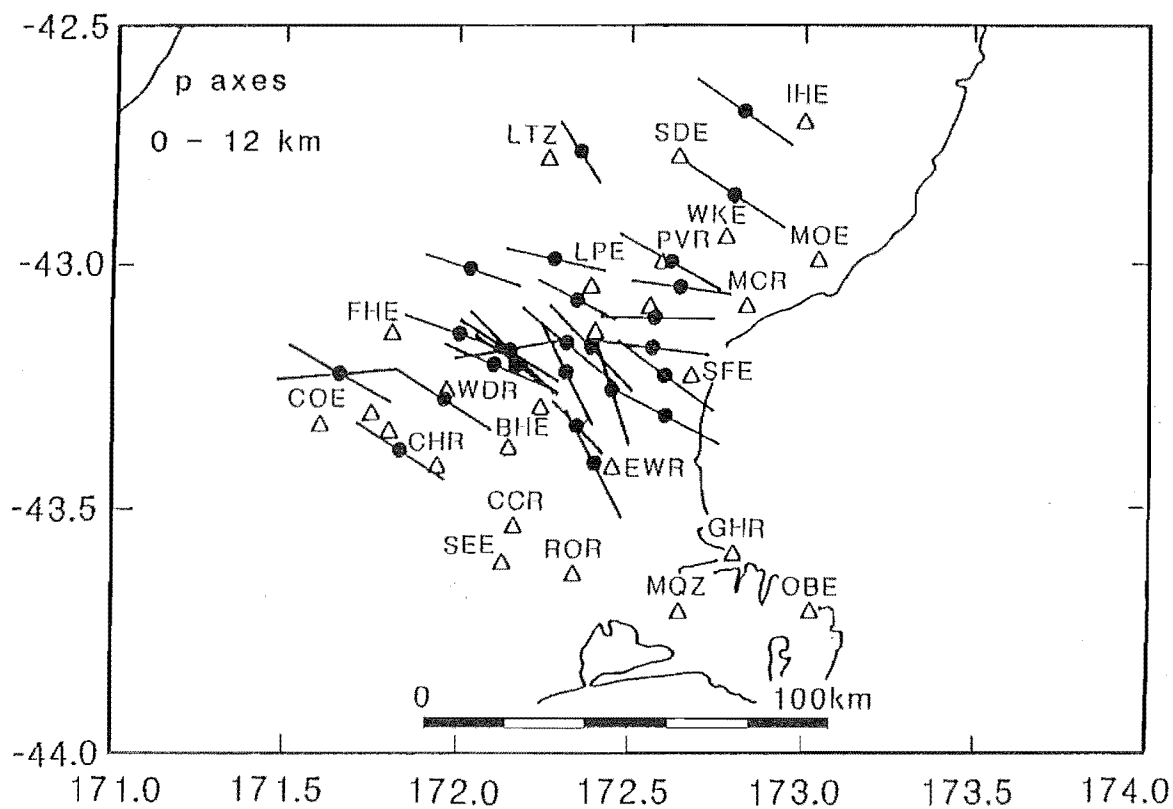 -42.5
p axes
0 - 12 km
IHE
LTZ
SDE
WKE
PVR
MOE
-43.0
LPE
MCR
FHE
SFE
WDR
COE
BHE
CHR
EWR
-43.5
CCR
GHR
SEE
ROR
MQZ
OBE
0
100km
-44.0
171.0 171.5 172.0 172.5 173.0 173.5 174.0